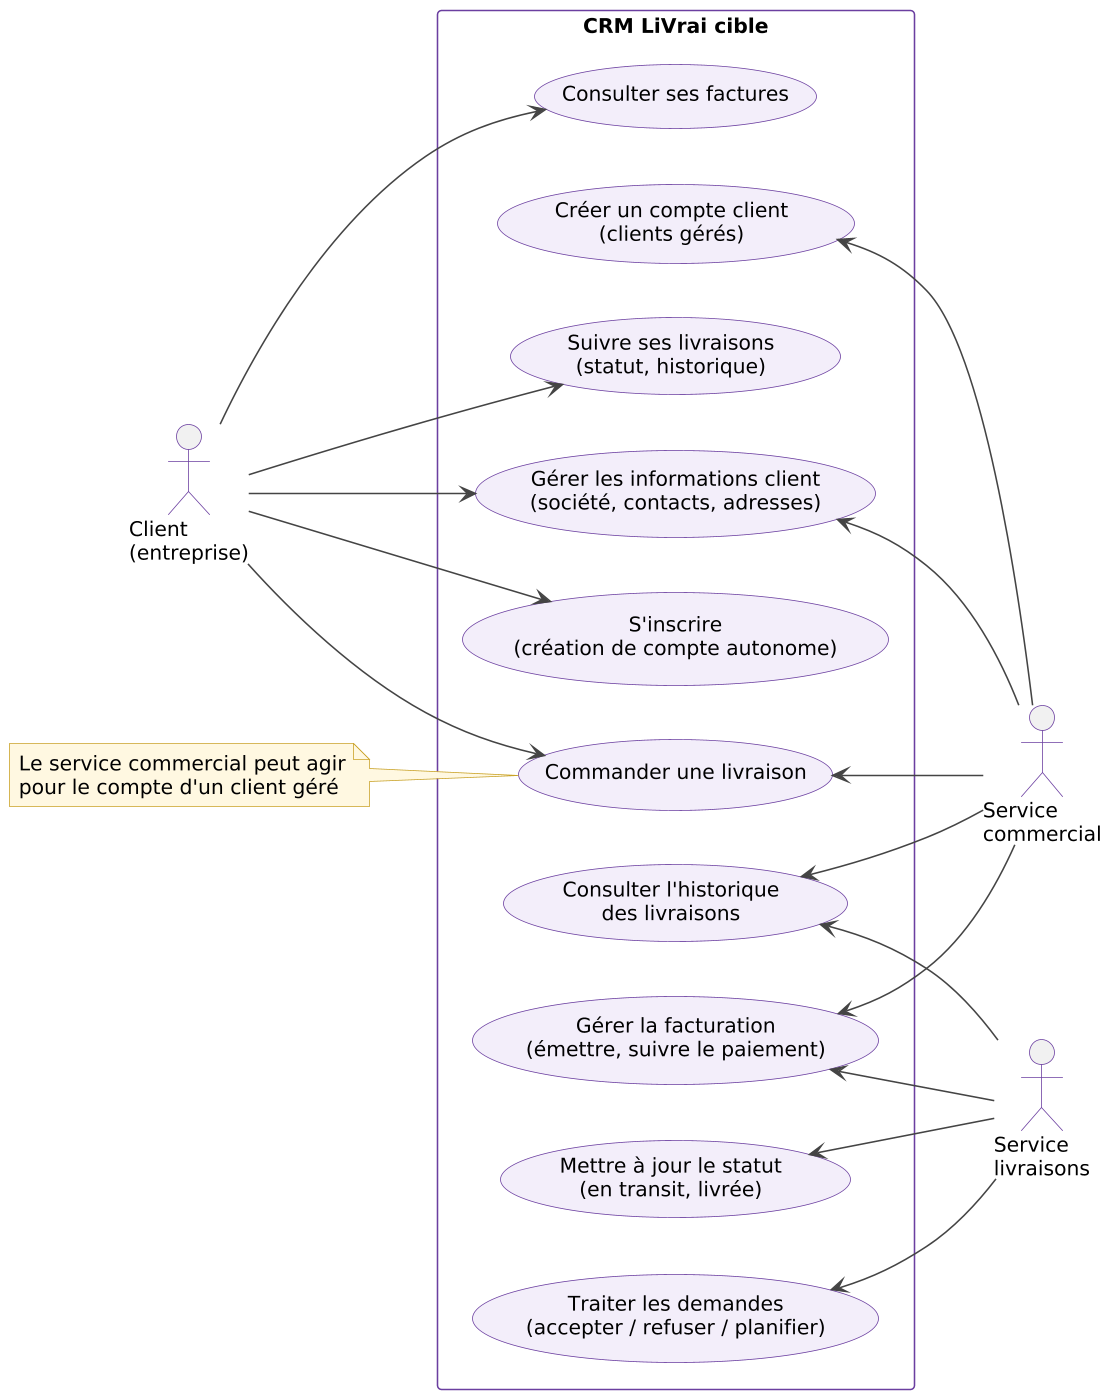 CRM LiVrai cible
Consulter ses factures
Créer un compte client
(clients gérés)
Suivre ses livraisons
(statut, historique)
Gérer les informations client
(société, contacts, adresses)
Client
(entreprise)
S'inscrire
(création de compte autonome)
Le service commercial peut agir
pour le compte d'un client géré
Commander une livraison
Service
commercial
Consulter l'historique
des livraisons
Gérer la facturation
(émettre, suivre le paiement)
Service
livraisons
Mettre à jour le statut
(en transit, livrée)
Traiter les demandes
(accepter / refuser / planifier)